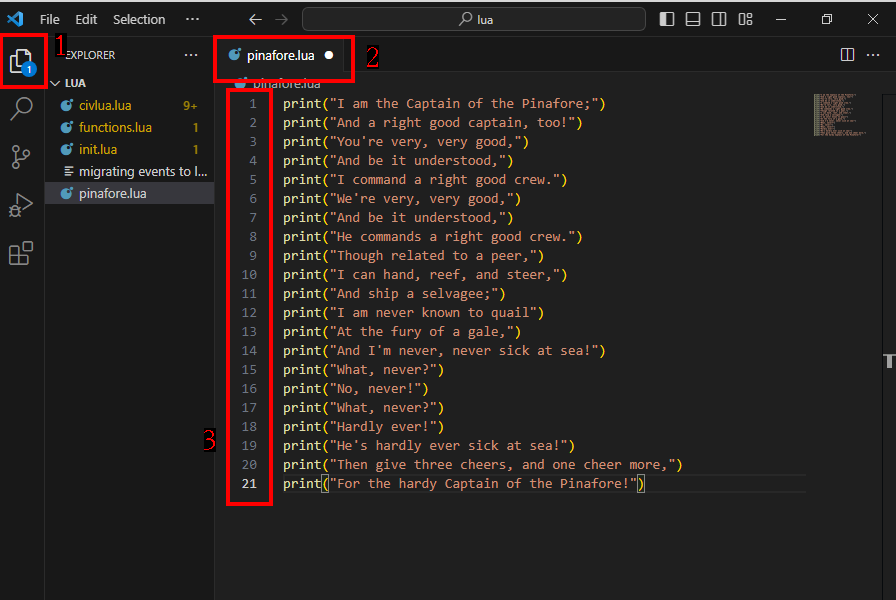 File Edit Selection ··· lua
1 EXPLORER ··· pinafore.lua 2 ···
1
LUA
pinafore.lua
civlua.lua 9+
functions.lua 1
init.lua 1
migrating events to l...
pinafore.lua
1 print("I am the Captain of the Pinafore;")
2 print("And a right good captain, too!")
3 print("You're very, very good,")
4 print("And be it understood,")
5 print("I command a right good crew.")
6 print("We're very, very good,")
7 print("And be it understood,")
8 print("He commands a right good crew.")
9 print("Though related to a peer,")
10 print("I can hand, reef, and steer,")
11 print("And ship a selvagee;")
12 print("I am never known to quail")
13 print("At the fury of a gale,")
14 print("And I'm never, never sick at sea!")
15 print("What, never?")
16 print("No, never!")
17 print("What, never?")
18 print("Hardly ever!")
3
19 print("He's hardly ever sick at sea!")
20 print("Then give three cheers, and one cheer more,")
21 print("For the hardy Captain of the Pinafore!")